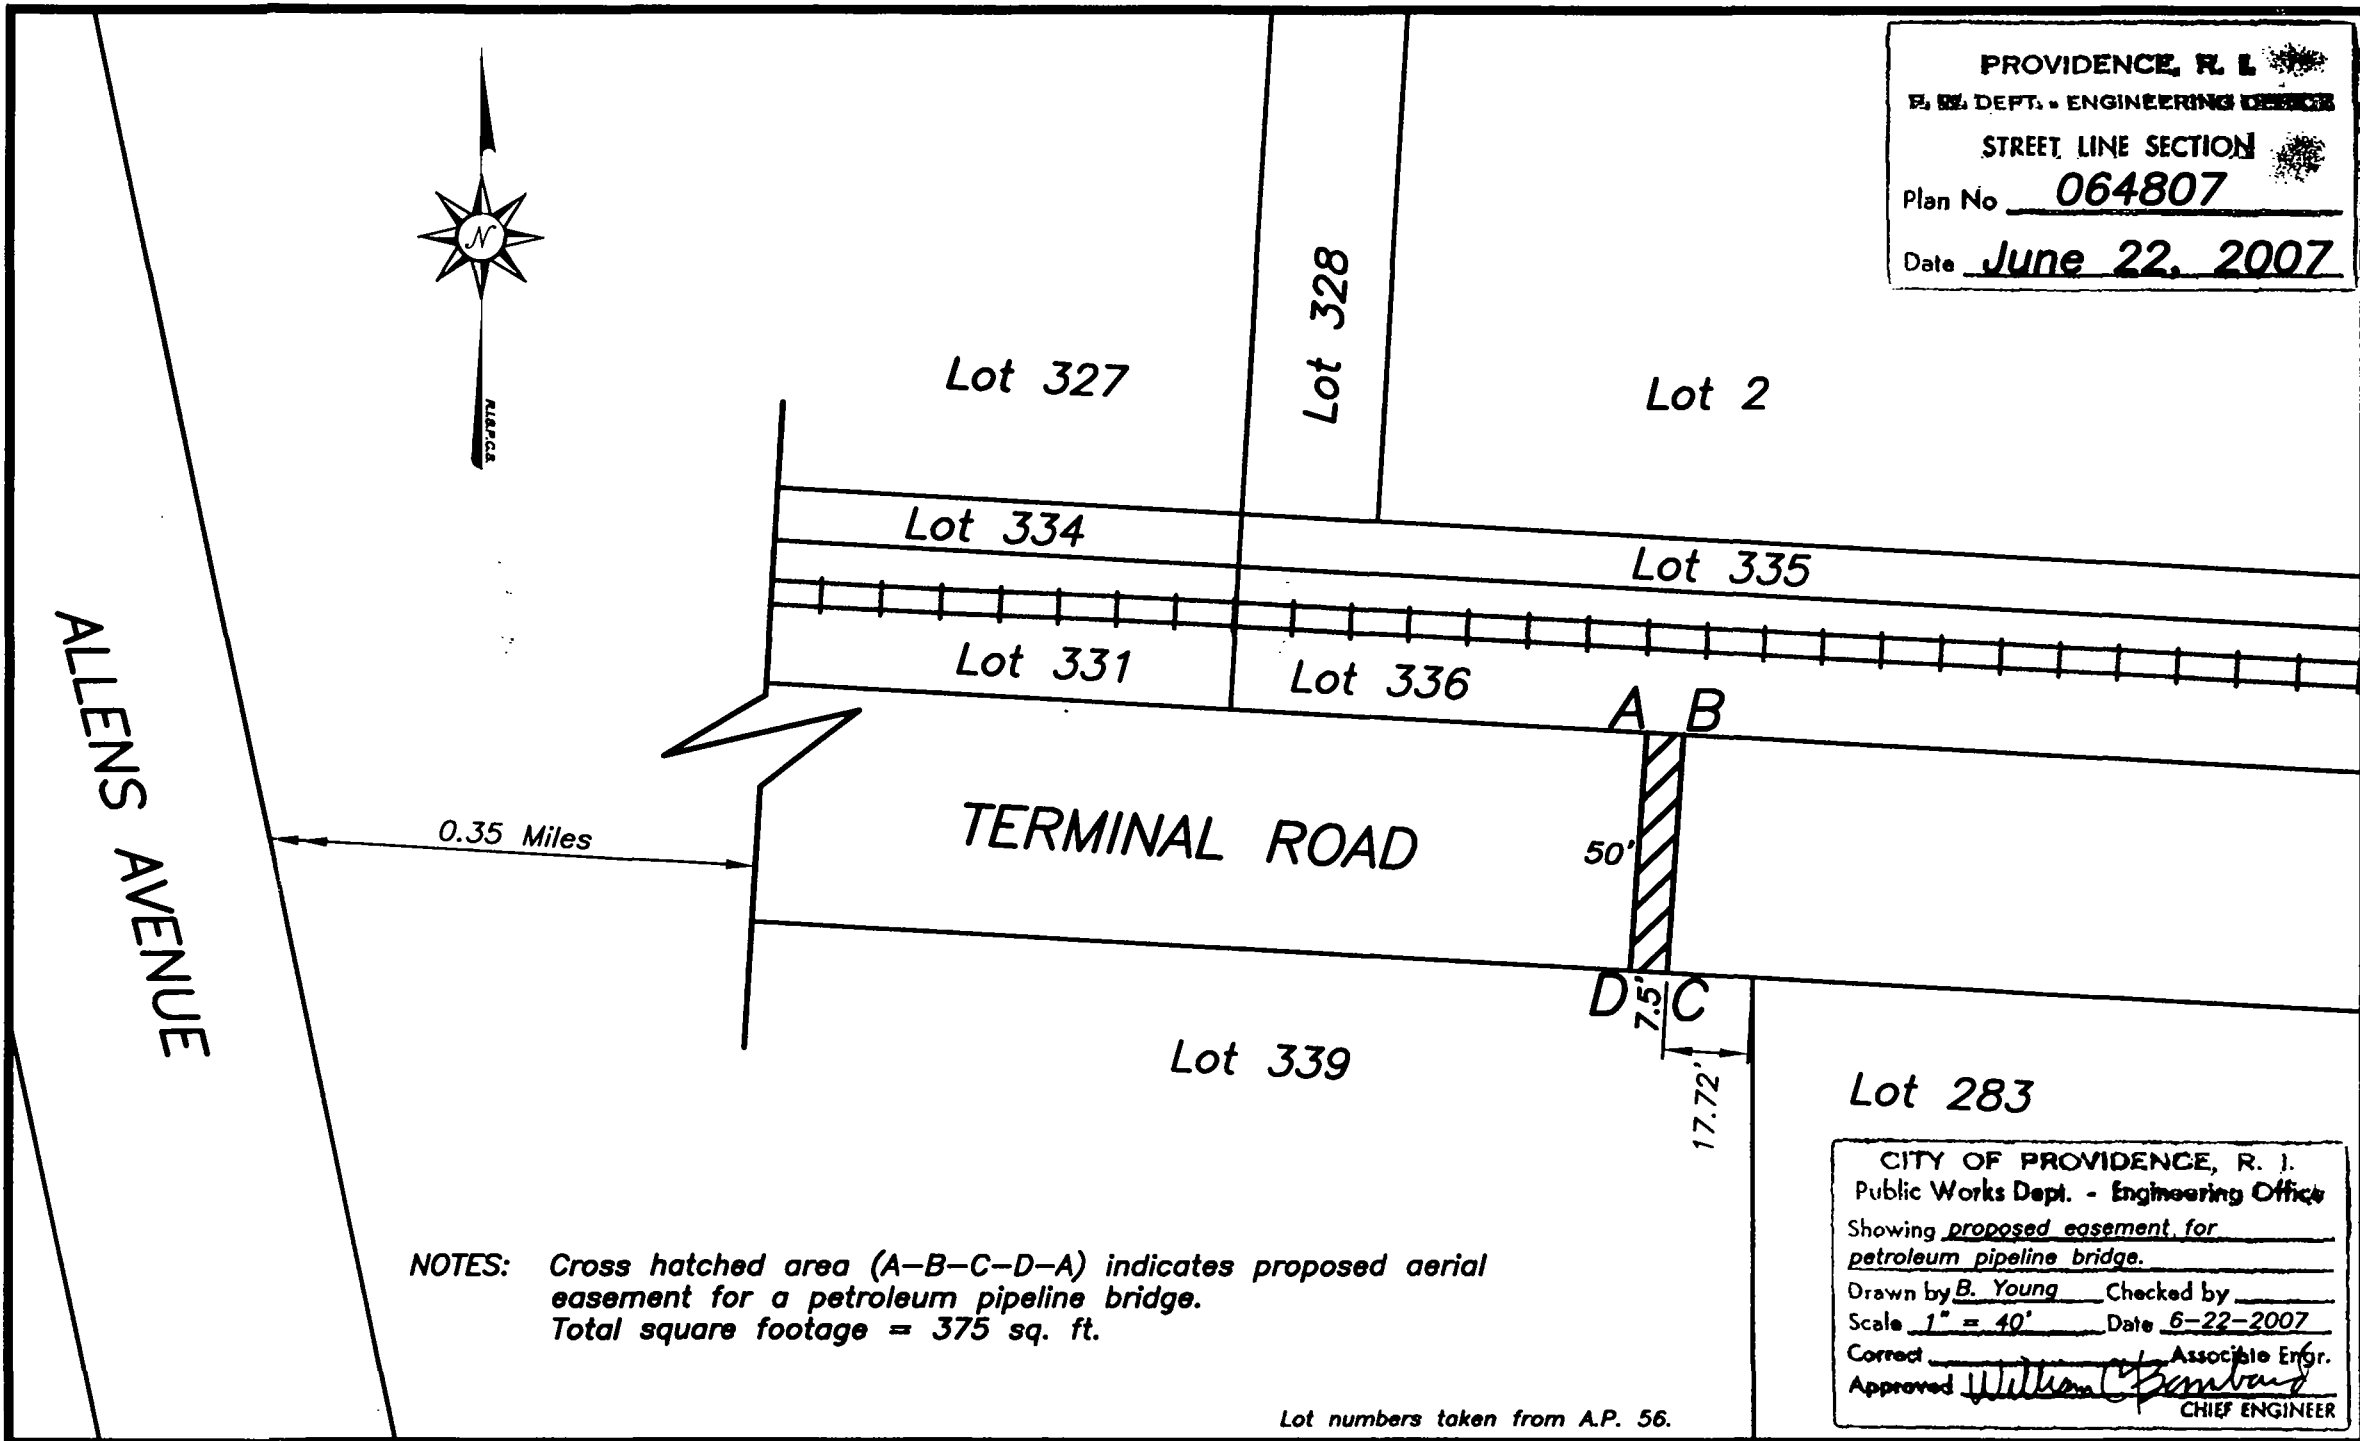 PROVIDENCE, R. I.
P. W. DEPT. - ENGINEERING OFFICE
STREET LINE SECTION
Plan No 064807
Date June 22, 2007
N
Lot 327
Lot 328
Lot 2
Lot 334
Lot 335
Lot 331
Lot 336
A B
ALLENS AVENUE
0.35 Miles
TERMINAL ROAD
50'
D 7.5' C
17.72'
Lot 339
Lot 283
NOTES: Cross hatched area (A-B-C-D-A) indicates proposed aerial
easement for a petroleum pipeline bridge.
Total square footage = 375 sq. ft.
Lot numbers taken from A.P. 56.
CITY OF PROVIDENCE, R. I.
Public Works Dept. - Engineering Office
Showing proposed easement for
petroleum pipeline bridge.
Drawn by B. Young Checked by
Scale 1" = 40' Date 6-22-2007
Correct Associate Engr.
Approved William C.
CHIEF ENGINEER